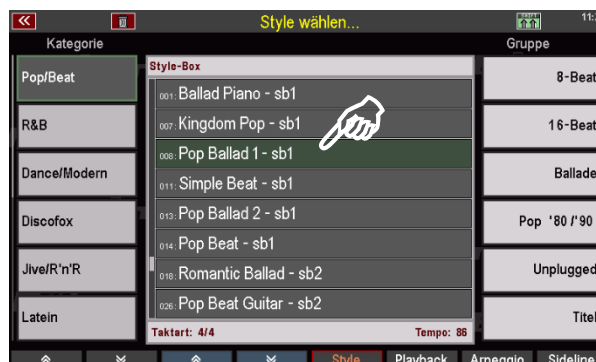 Style wählen...
Kategorie
Gruppe
Pop/Beat
R&B
Dance/Modern
Discofox
Jive/R'n'R
Latein
Style-Box
001: Ballad Piano - sb1
007: Kingdom Pop - sb1
008: Pop Ballad 1 - sb1
011: Simple Beat - sb1
013: Pop Ballad 2 - sb1
014: Pop Beat - sb1
018: Romantic Ballad - sb2
026: Pop Beat Guitar - sb2
Taktart: 4/4 Tempo: 86
8-Beat
16-Beat
Ballade
Pop '80 /'90
Unplugged
Titel
Style Playback Arpeggio Sideline